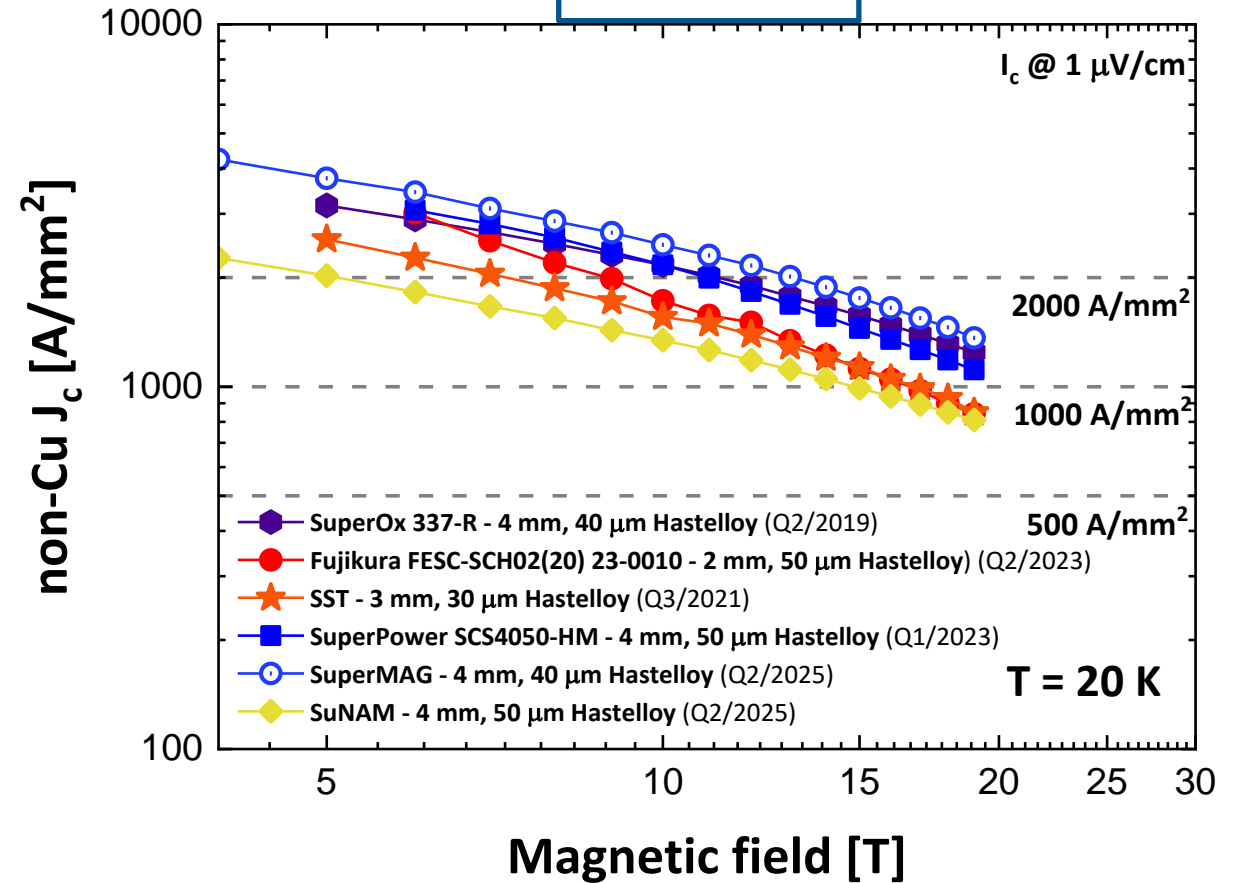 10000
I_c @ 1 μV/cm
non-Cu J_c [A/mm²]
2000 A/mm²
1000
1000 A/mm²
500 A/mm²
SuperOx 337-R - 4 mm, 40 μm Hastelloy (Q2/2019)
Fujikura FESC-SCH02(20) 23-0010 - 2 mm, 50 μm Hastelloy) (Q2/2023)
SST - 3 mm, 30 μm Hastelloy (Q3/2021)
SuperPower SCS4050-HM - 4 mm, 50 μm Hastelloy (Q1/2023)
SuperMAG - 4 mm, 40 μm Hastelloy (Q2/2025)
T = 20 K
SuNAM - 4 mm, 50 μm Hastelloy (Q2/2025)
100
5 10 15 20 25 30
Magnetic field [T]